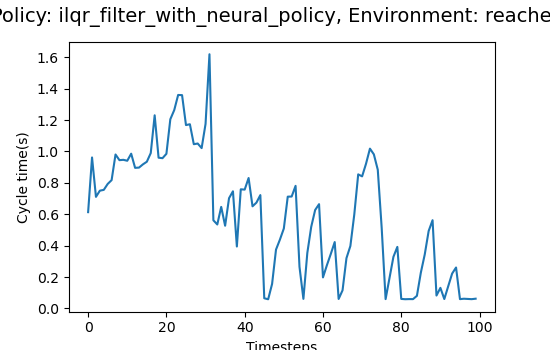 Policy: ilqr_filter_with_neural_policy, Environment: reache
1.6
1.4
1.2
1.0
0.8
0.6
0.4
0.2
0.0
Cycle time(s)
0 20 40 60 80 100
Timesteps